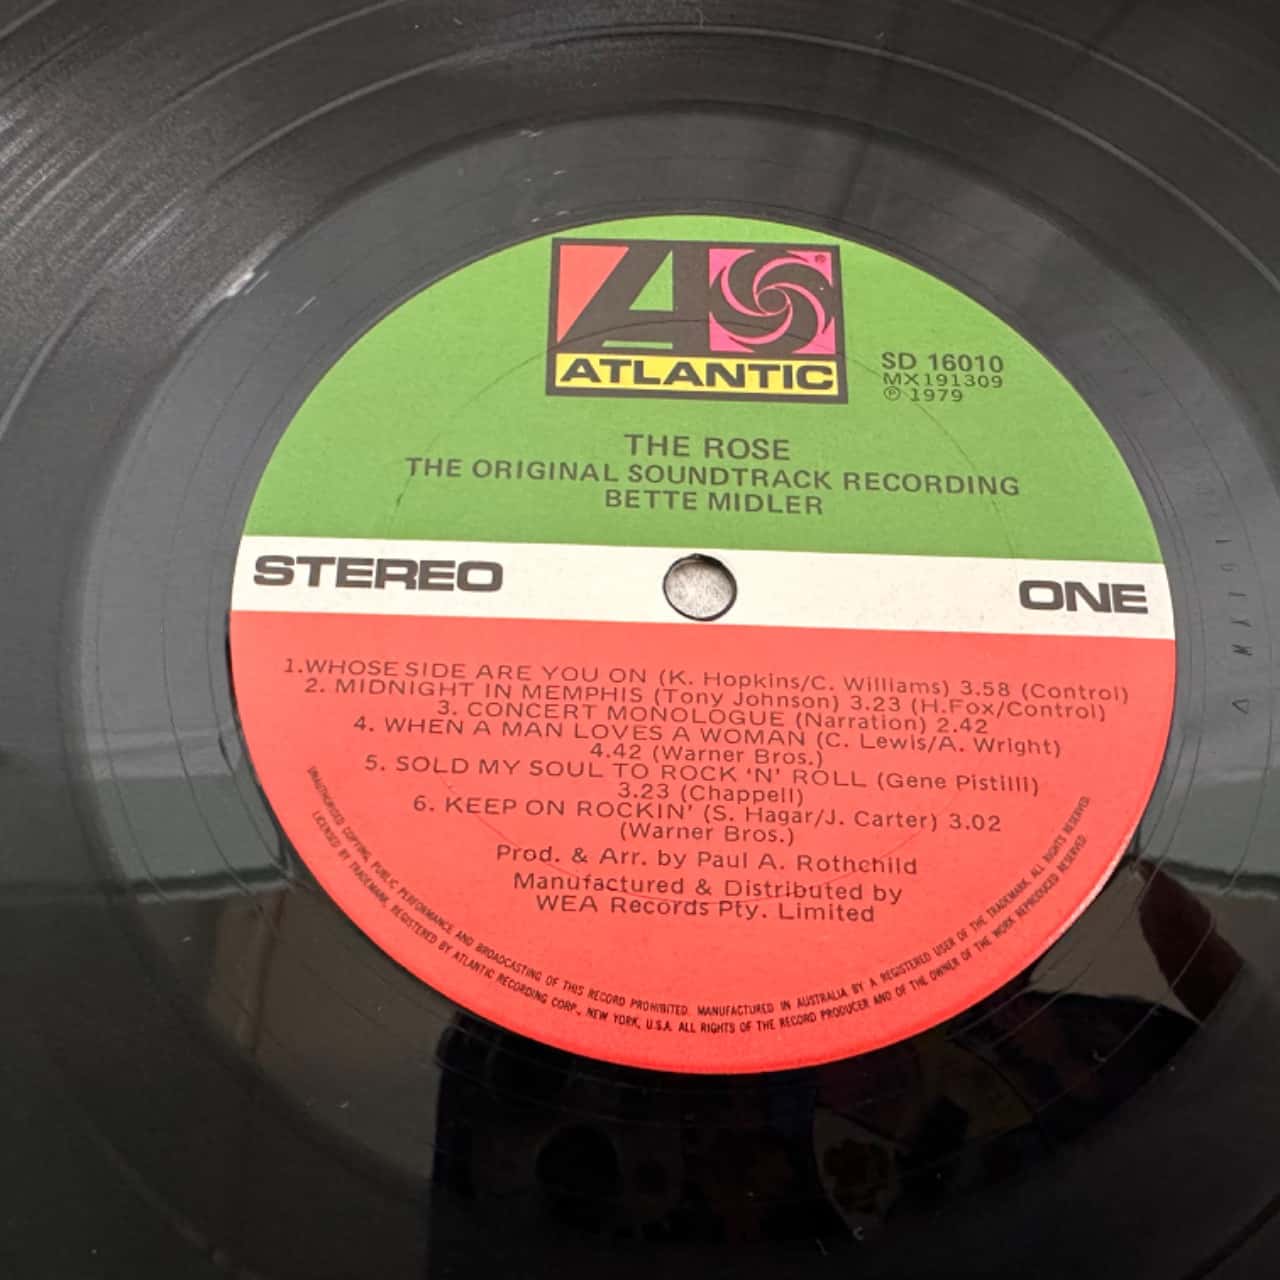 ATLANTIC
®
SD 16010
MX191309
℗ 1979
THE ROSE
THE ORIGINAL SOUNDTRACK RECORDING
BETTE MIDLER
STEREO
ONE
1.WHOSE SIDE ARE YOU ON (K. Hopkins/C. Williams) 3.58 (Control)
2. MIDNIGHT IN MEMPHIS (Tony Johnson) 3.23 (H.Fox/Control)
3. CONCERT MONOLOGUE (Narration) 2.42
4. WHEN A MAN LOVES A WOMAN (C. Lewis/A. Wright)
4.42 (Warner Bros.)
5. SOLD MY SOUL TO ROCK 'N' ROLL (Gene Pistilli)
3.23 (Chappell)
6. KEEP ON ROCKIN' (S. Hagar/J. Carter) 3.02
(Warner Bros.)
Prod. & Arr. by Paul A. Rothchild
Manufactured & Distributed by
WEA Records Pty. Limited
UNAUTHORISED COPYING, PUBLIC PERFORMANCE AND BROADCASTING OF THIS RECORD PROHIBITED. MANUFACTURED IN AUSTRALIA BY A REGISTERED USER OF THE TRADEMARK. ALL RIGHTS RESERVED
LICENSED BY TRADEMARK, REGISTERED BY ATLANTIC RECORDING CORP., NEW YORK, U.S.A. ALL RIGHTS OF THE RECORD PRODUCER AND OF THE OWNER OF THE WORK REPRODUCED RESERVED